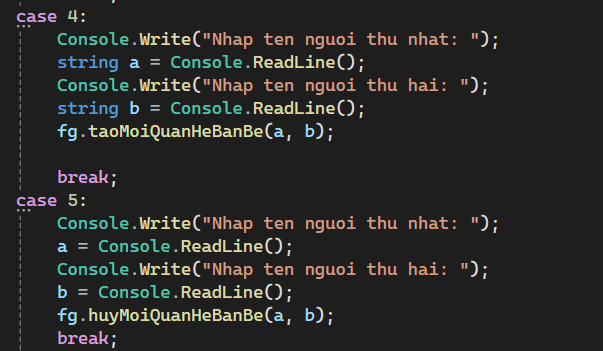 case 4:
Console.Write("Nhap ten nguoi thu nhat: ");
string a = Console.ReadLine();
Console.Write("Nhap ten nguoi thu hai: ");
string b = Console.ReadLine();
fg.taoMoiQuanHeBanBe(a, b);
break;
case 5:
Console.Write("Nhap ten nguoi thu nhat: ");
a = Console.ReadLine();
Console.Write("Nhap ten nguoi thu hai: ");
b = Console.ReadLine();
fg.huyMoiQuanHeBanBe(a, b);
break;